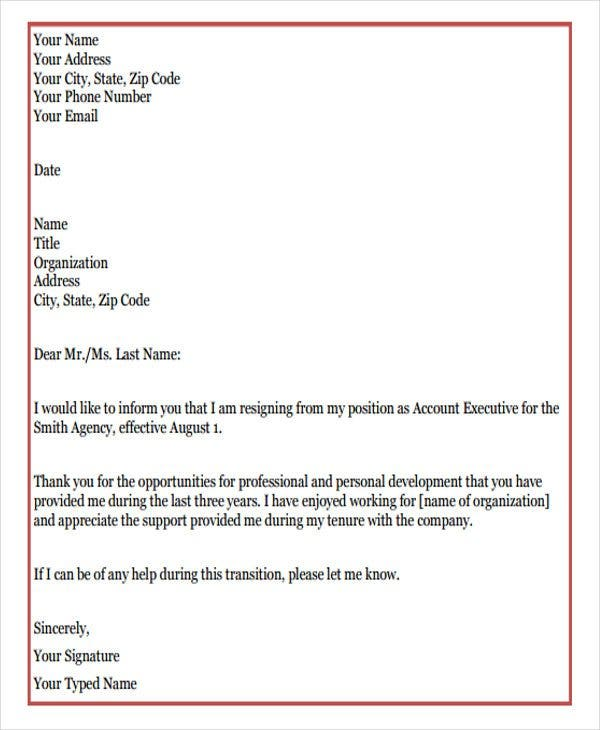 Your Name
Your Address
Your City, State, Zip Code
Your Phone Number
Your Email
Date
Name
Title
Organization
Address
City, State, Zip Code
Dear Mr./Ms. Last Name:
I would like to inform you that I am resigning from my position as Account Executive for the
Smith Agency, effective August 1.
Thank you for the opportunities for professional and personal development that you have
provided me during the last three years. I have enjoyed working for [name of organization]
and appreciate the support provided me during my tenure with the company.
If I can be of any help during this transition, please let me know.
Sincerely,
Your Signature
Your Typed Name